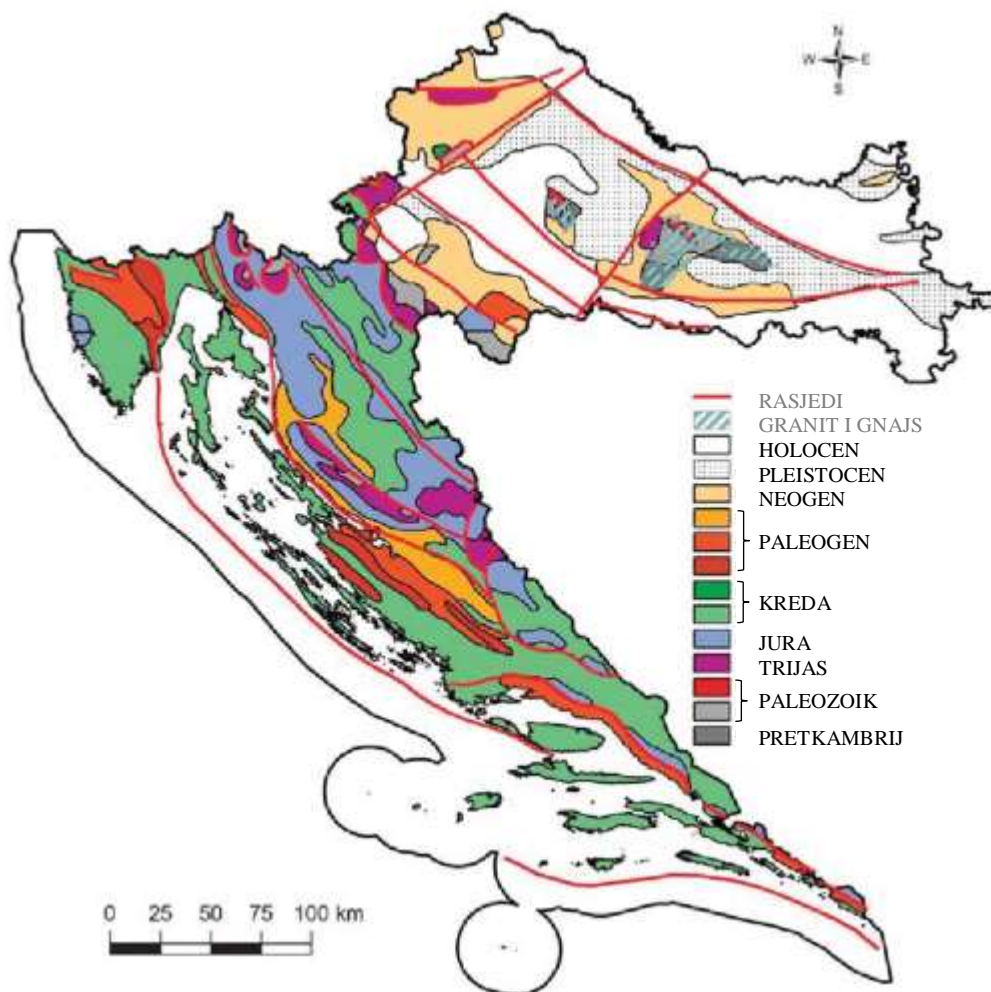 N
W E
S
RASJEDI
GRANIT I GNAJS
HOLOCEN
PLEISTOCEN
NEOGEN
PALEOGEN
KREDA
JURA
TRIJAS
PALEOZOIK
PRETKAMBRIJ
0 25 50 75 100 km